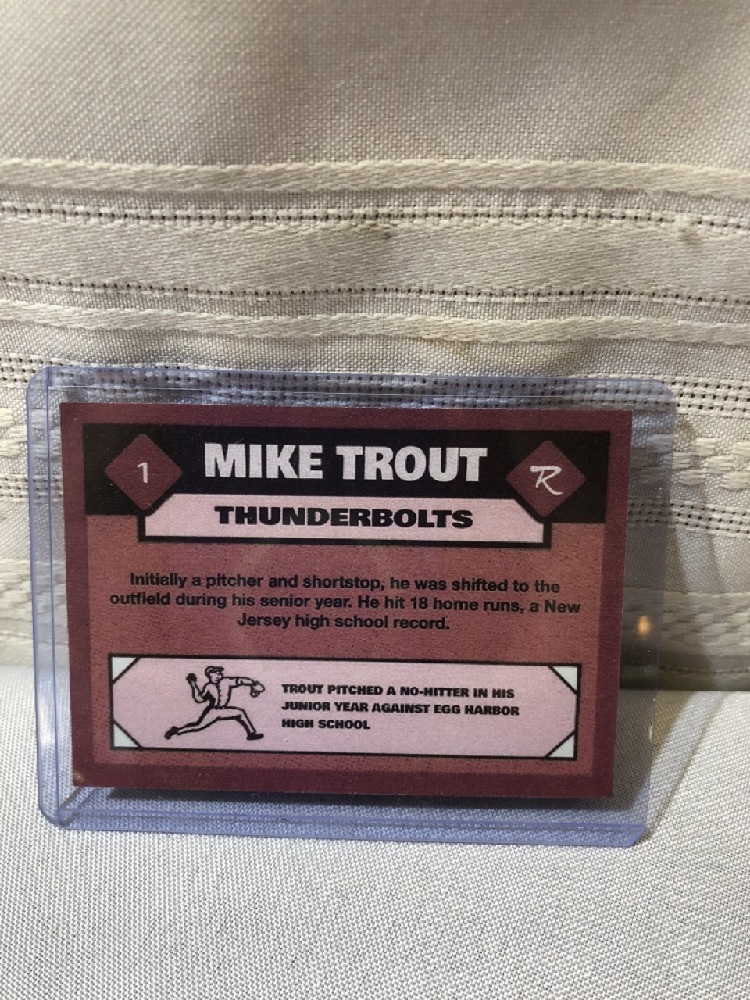 1
MIKE TROUT
R
THUNDERBOLTS
Initially a pitcher and shortstop, he was shifted to the
outfield during his senior year. He hit 18 home runs, a New
Jersey high school record.
TROUT PITCHED A NO-HITTER IN HIS
JUNIOR YEAR AGAINST EGG HARBOR
HIGH SCHOOL